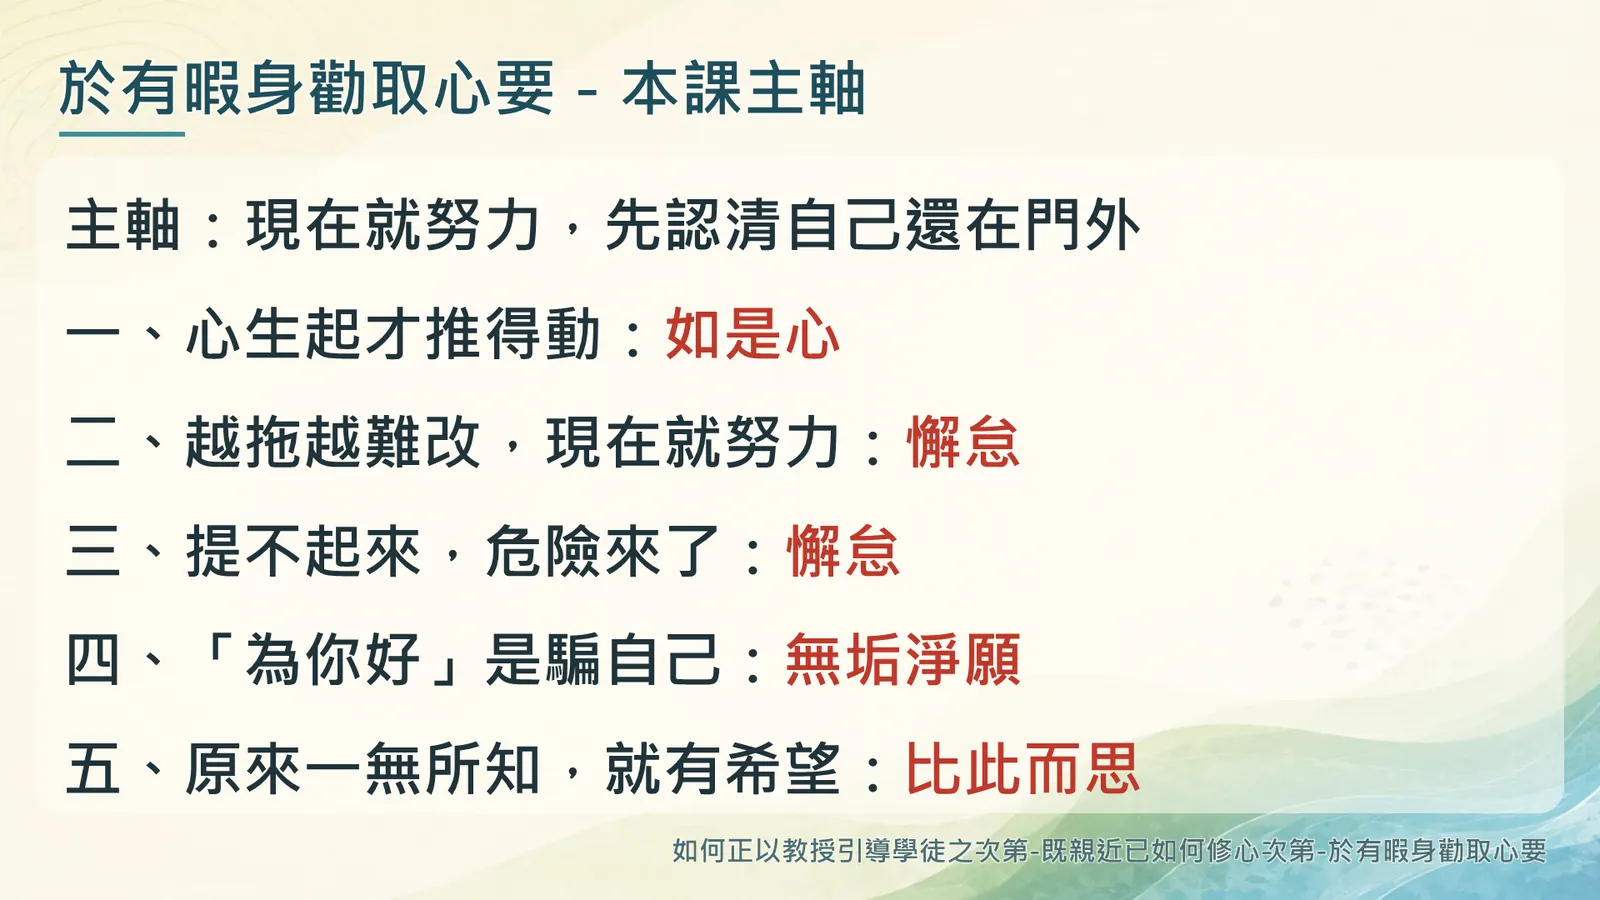 於有暇身勸取心要 - 本課主軸
主軸：現在就努力，先認清自己還在門外
一、心生起才推得動：如是心
二、越拖越難改，現在就努力：懈怠
三、提不起來，危險來了：懈怠
四、「為你好」是騙自己：無垢淨願
五、原來一無所知，就有希望：比此而思
如何正以教授引導學徒之次第-既親近已如何修心次第-於有暇身勸取心要